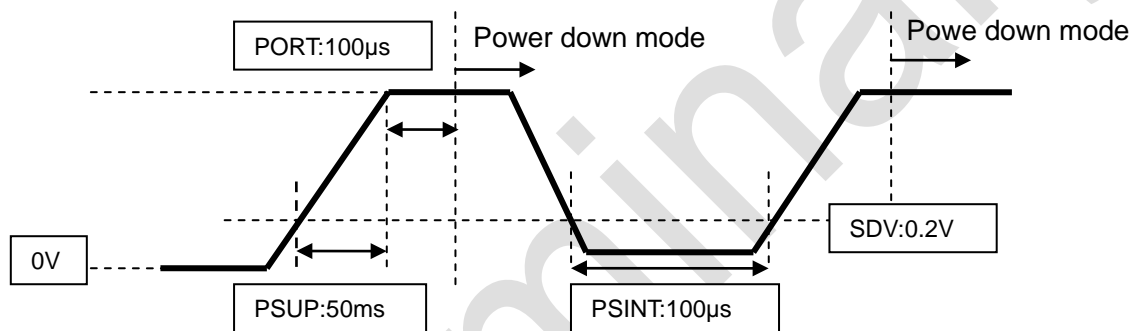 PORT:100µs
Power down mode
Powe down mode
0V
SDV:0.2V
PSUP:50ms
PSINT:100µs